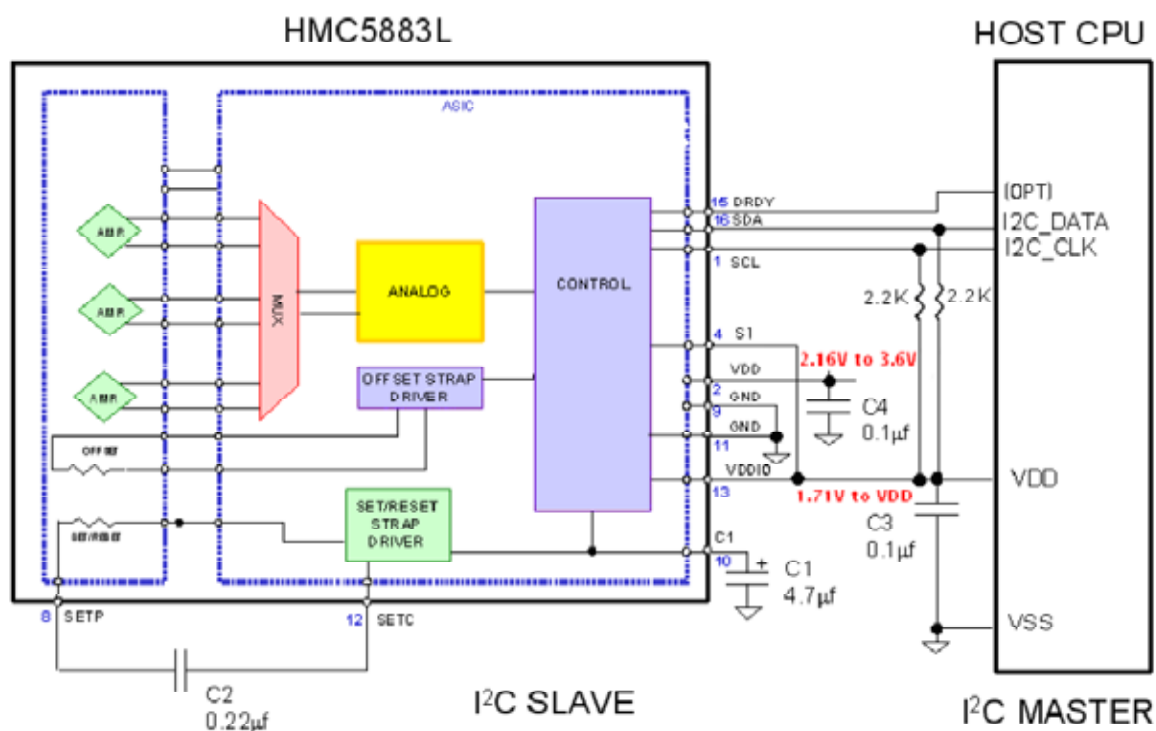 HMC5883L
HOST CPU
ASIC
AMR
AMR
AMR
MUX
ANALOG
CONTROL
OFFSET STRAP
DRIVER
OFFSET
SET/RESET
STRAP
DRIVER
SET/RESET
15 DRDY
16 SDA
1 SCL
4 S1
VDD
2
GND
9
GND
11
VDDIO
13
C1
10
(OPT)
I2C_DATA
I2C_CLK
2.2K
2.2K
2.16V to 3.6V
C4
0.1µf
1.71V to VDD
VDD
C3
0.1µf
C1
+
4.7µf
VSS
8 SETP
12 SETC
C2
0.22µf
I²C SLAVE
I²C MASTER